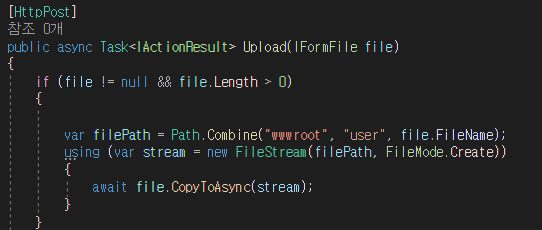 [HttpPost]
참조 0개
public async Task<IActionResult> Upload(IFormFile file)
{
if (file != null && file.Length > 0)
{
var filePath = Path.Combine("wwwroot", "user", file.FileName);
using (var stream = new FileStream(filePath, FileMode.Create))
{
await file.CopyToAsync(stream);
}
}